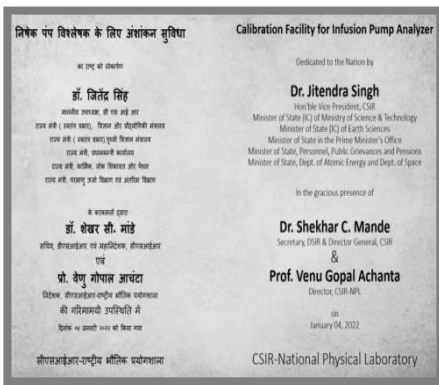 निषेक पंप विश्लेषक के लिए अंशांकन सुविधा
का राष्ट्र को लोकार्पण
डॉ. जितेंद्र सिंह
माननीय उपाध्यक्ष, सी एस आई आर
राज्य मंत्री ( स्वतंत्र प्रभार), विज्ञान और प्रौद्योगिकी मंत्रालय
राज्य मंत्री ( स्वतंत्र प्रभार) पृथ्वी विज्ञान मंत्रालय
राज्य मंत्री, प्रधानमन्त्री कार्यालय
राज्य मंत्री, कार्मिक, लोक शिकायत और पेंशन
राज्य मंत्री, परमाणु उर्जा विभाग एवं अंतरिक्ष विभाग
के करकमलों द्वारा
डॉ. शेखर सी. मांडे
सचिव, डीएसआईआर एवं महानिदेशक, सीएसआईआर
एवं
प्रो. वेणु गोपाल आचंटा
निदेशक, सीएसआईआर-राष्ट्रीय भौतिक प्रयोगशाला
की गरिमामयी उपस्थिति में
दिनांक ०४ जनवरी २०२२ को किया गया
सीएसआईआर-राष्ट्रीय भौतिक प्रयोगशाला
Calibration Facility for Infusion Pump Analyzer
Dedicated to the Nation by
Dr. Jitendra Singh
Hon'ble Vice President, CSIR
Minister of State (IC) of Ministry of Science & Technology
Minister of State (IC) of Earth Sciences
Minister of State in the Prime Minister's Office
Minister of State, Personnel, Public Grievances and Pensions
Minister of State, Dept. of Atomic Energy and Dept. of Space
In the gracious presence of
Dr. Shekhar C. Mande
Secretary, DSIR & Director General, CSIR
&
Prof. Venu Gopal Achanta
Director, CSIR-NPL
on
January 04, 2022
CSIR-National Physical Laboratory